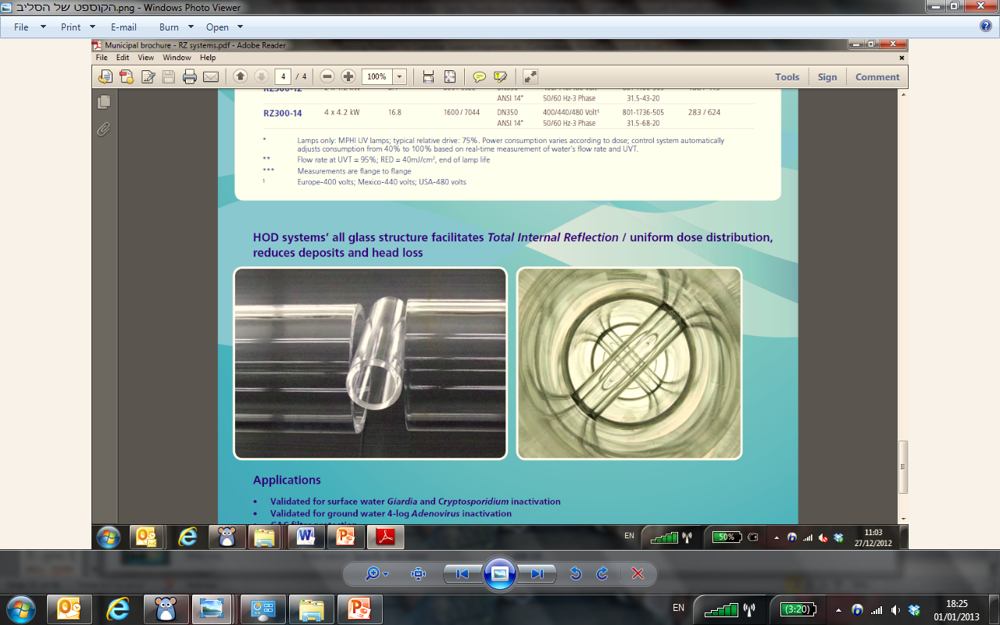 הקונספט של הסליב.png - Windows Photo Viewer
File Print E-mail Burn Open
Municipal brochure - RZ systems.pdf - Adobe Reader
File Edit View Window Help
4 / 4 100% Tools Sign Comment
RZ300-12
ANSI 14" 50/60 Hz-3 Phase 31.5-43-20
RZ300-14 4 x 4.2 kW 16.8 1600 / 7044 DN350 400/440/480 Volt¹ 801-1736-505 283 / 624
ANSI 14" 50/60 Hz-3 Phase 31.5-68-20
* Lamps only: MPHI UV lamps; typical relative drive: 75%. Power consumption varies according to dose; control system automatically
adjusts consumption from 40% to 100% based on real-time measurement of water's flow rate and UVT.
** Flow rate at UVT = 95%; RED = 40mJ/cm², end of lamp life
*** Measurements are flange to flange
¹ Europe-400 volts; Mexico-440 volts; USA-480 volts
HOD systems' all glass structure facilitates Total Internal Reflection / uniform dose distribution,
reduces deposits and head loss
Applications
• Validated for surface water Giardia and Cryptosporidium inactivation
• Validated for ground water 4-log Adenovirus inactivation
• GAC filter protection
EN 50% 11:03
27/12/2012
EN (3:20) 18:25
01/01/2013